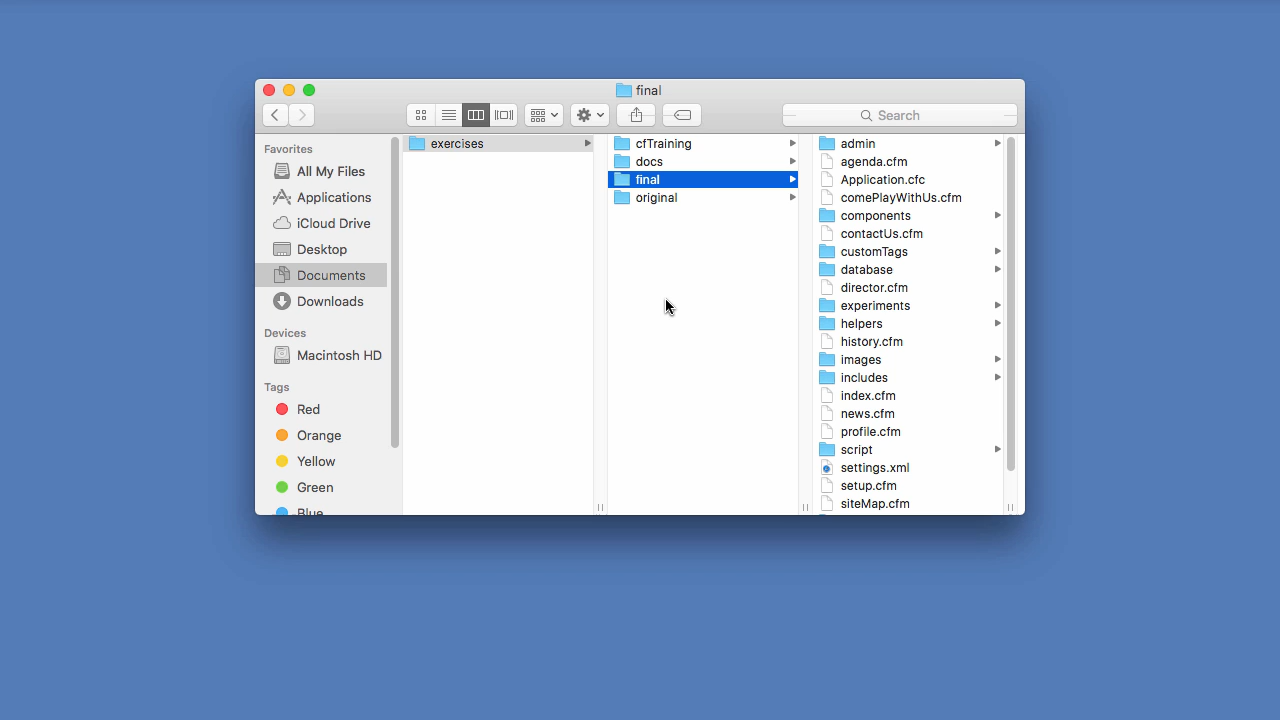 final
Search
Favorites
All My Files
Applications
iCloud Drive
Desktop
Documents
Downloads
Devices
Macintosh HD
Tags
Red
Orange
Yellow
Green
Blue
exercises
cfTraining
docs
final
original
admin
agenda.cfm
Application.cfc
comePlayWithUs.cfm
components
contactUs.cfm
customTags
database
director.cfm
experiments
helpers
history.cfm
images
includes
index.cfm
news.cfm
profile.cfm
script
settings.xml
setup.cfm
siteMap.cfm